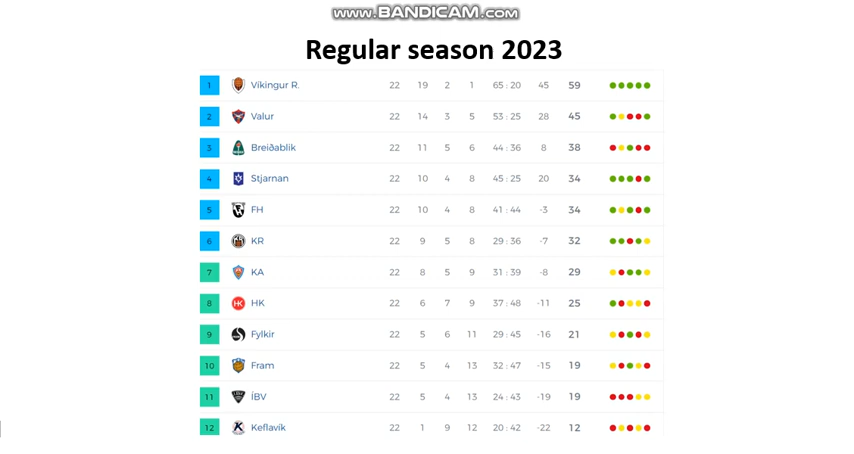 www.BANDICAM.com
Regular season 2023
1 Víkingur R. 22 19 2 1 65 : 20 45 59
2 Valur 22 14 3 5 53 : 25 28 45
3 Breiðablik 22 11 5 6 44 : 36 8 38
4 Stjarnan 22 10 4 8 45 : 25 20 34
5 FH 22 10 4 8 41 : 44 -3 34
6 KR 22 9 5 8 29 : 36 -7 32
7 KA 22 8 5 9 31 : 39 -8 29
8 HK 22 6 7 9 37 : 48 -11 25
9 Fylkir 22 5 6 11 29 : 45 -16 21
10 Fram 22 5 4 13 32 : 47 -15 19
11 ÍBV 22 5 4 13 24 : 43 -19 19
12 Keflavík 22 1 9 12 20 : 42 -22 12